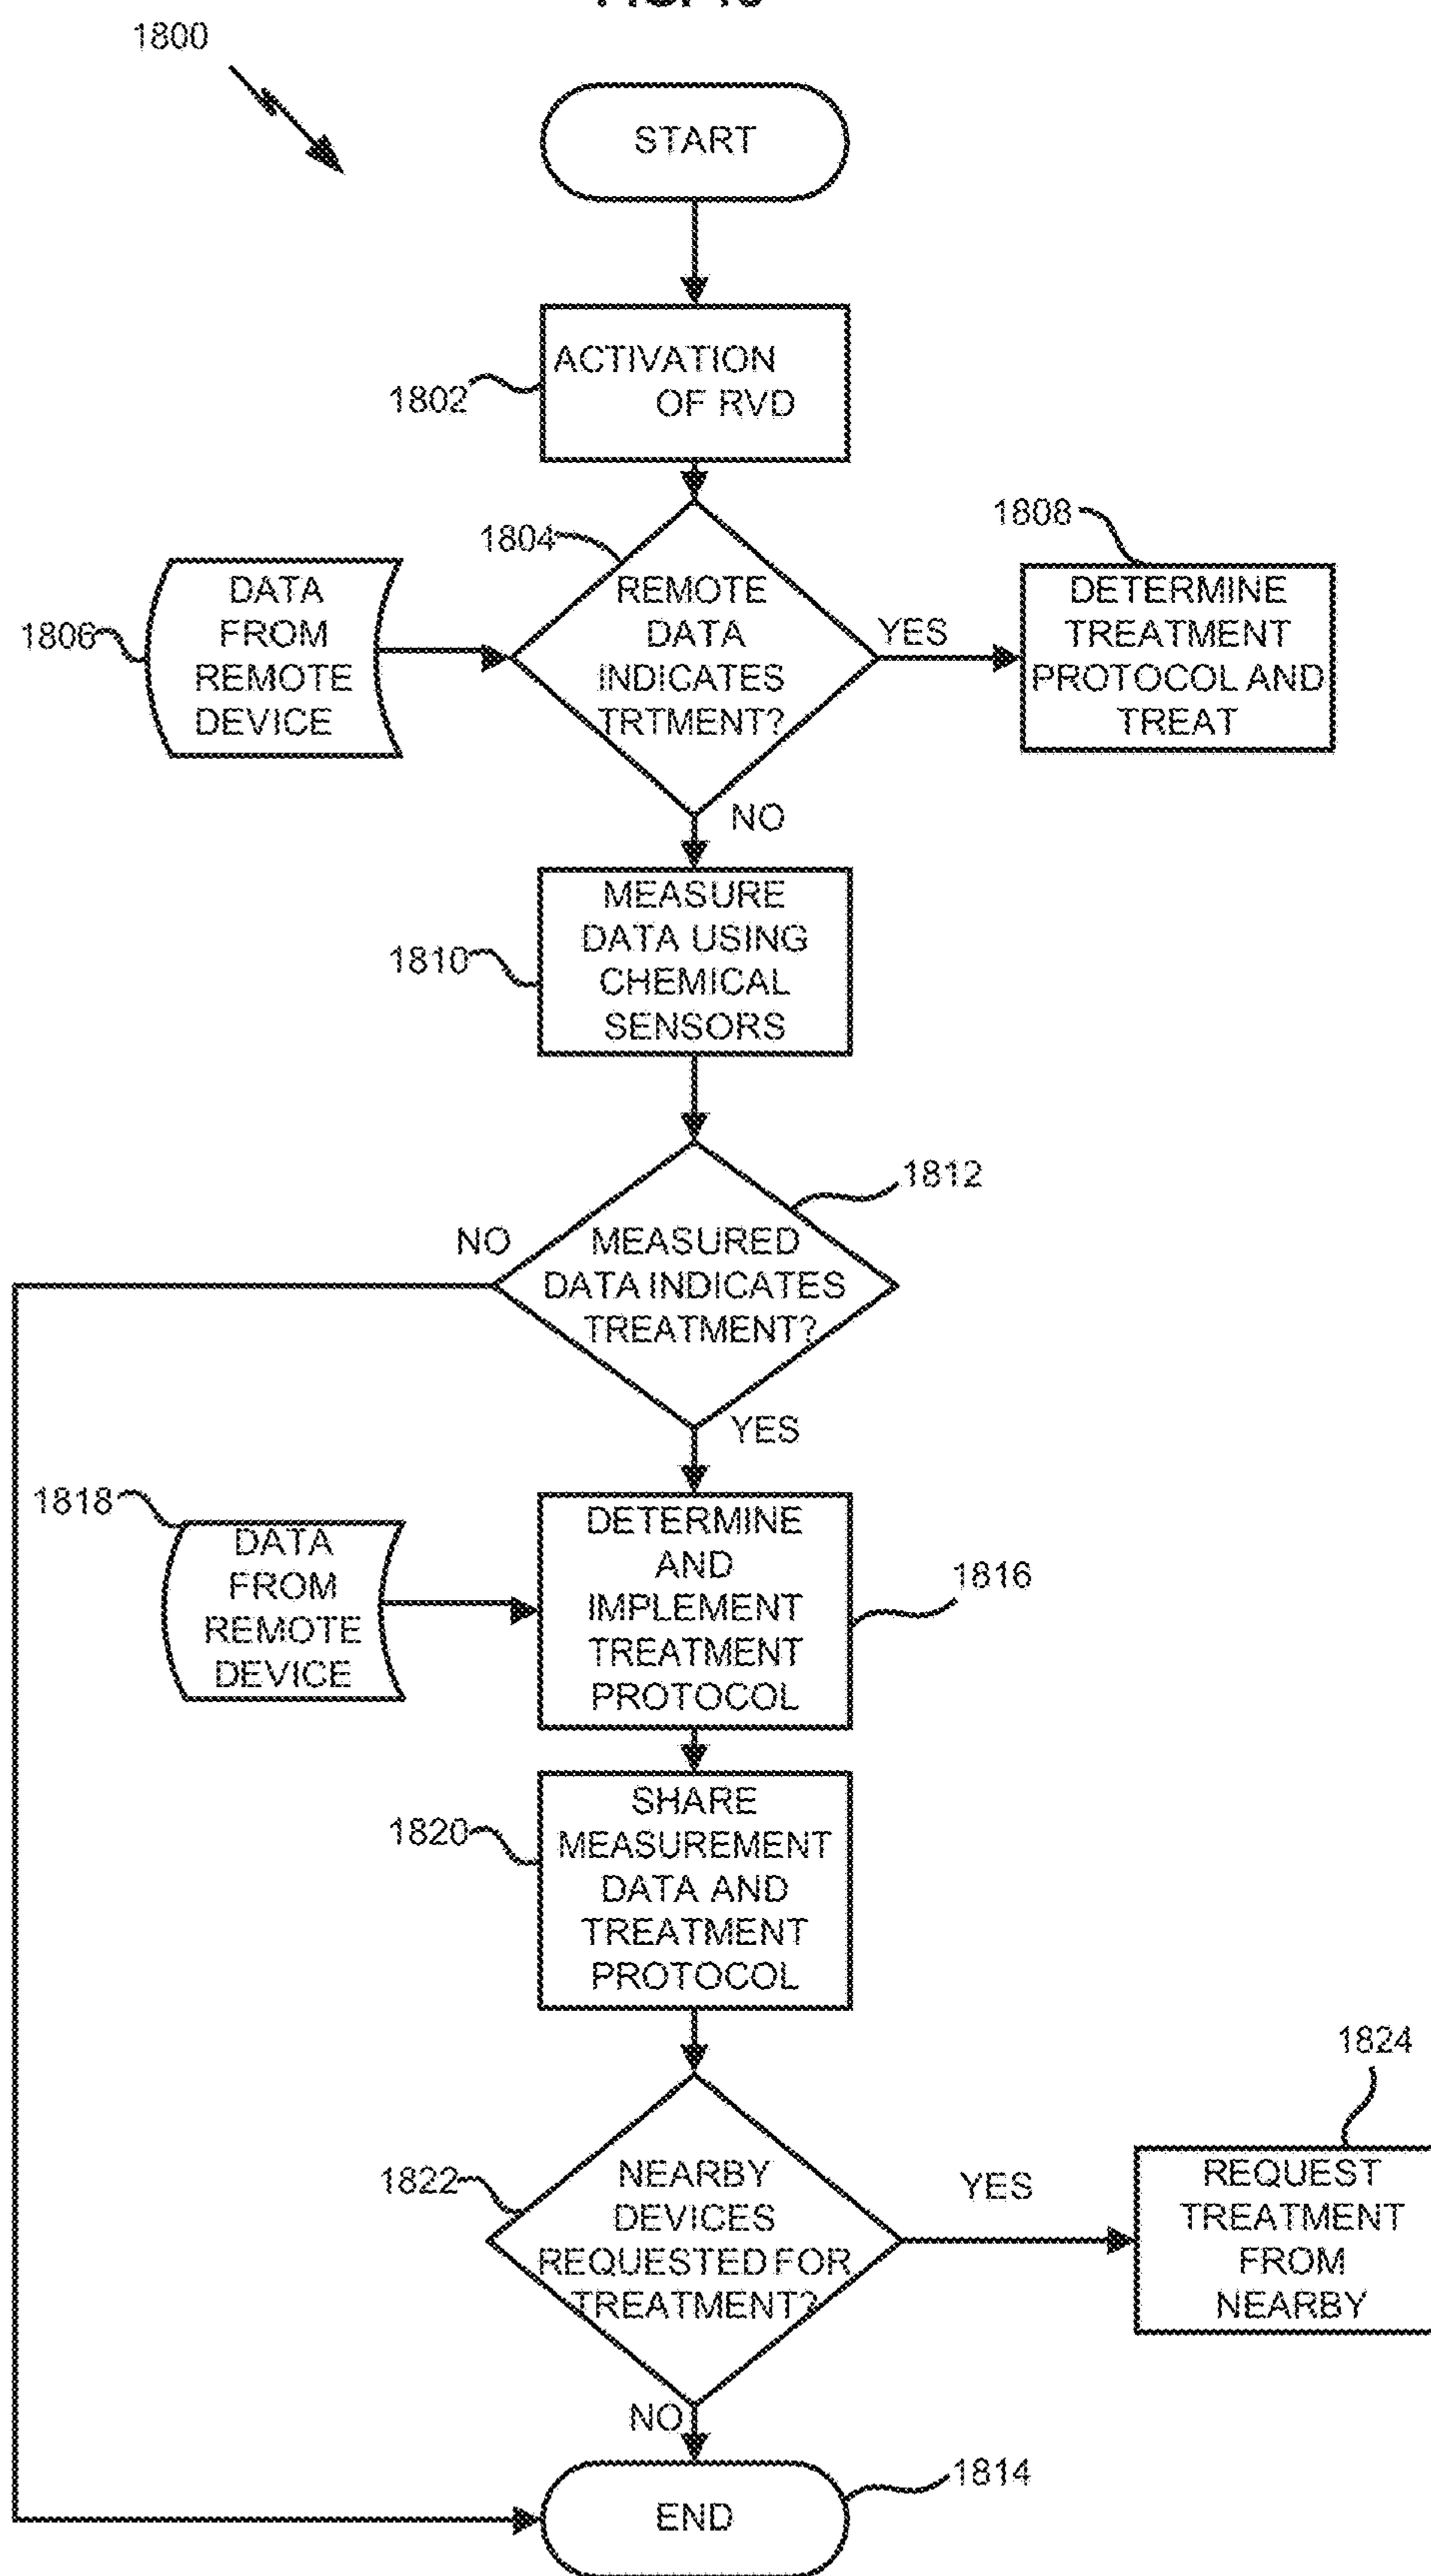 1800
START
ACTIVATION
OF RVD
1802
1804
1808
DATA
FROM
REMOTE
DEVICE
1806
REMOTE
DATA
INDICATES
TRTMENT?
YES
DETERMINE
TREATMENT
PROTOCOL AND
TREAT
NO
MEASURE
DATA USING
CHEMICAL
SENSORS
1810
1812
NO
MEASURED
DATA INDICATES
TREATMENT?
YES
1818
DATA
FROM
REMOTE
DEVICE
DETERMINE
AND
IMPLEMENT
TREATMENT
PROTOCOL
1816
1820
SHARE
MEASUREMENT
DATA AND
TREATMENT
PROTOCOL
1824
1822
NEARBY
DEVICES
REQUESTED FOR
TREATMENT?
YES
REQUEST
TREATMENT
FROM
NEARBY
NO
1814
END